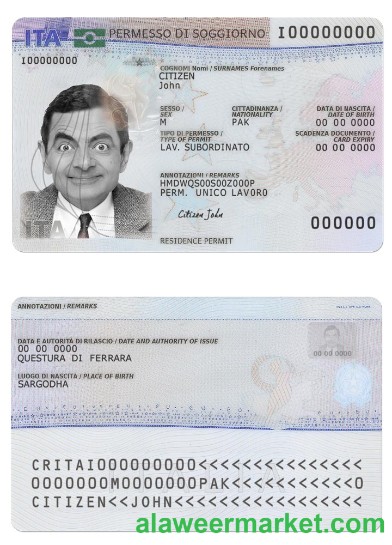 ITA PERMESSO DI SOGGIORNO I00000000
I00000000
COGNOMI Nomi / SURNAMES Forenames
CITIZEN
John
SESSO / CITTADINANZA / DATA DI NASCITA /
SEX NATIONALITY DATE OF BIRTH
M PAK 00 00 0000
TIPO DI PERMESSO / SCADENZA DOCUMENTO /
TYPE OF PERMIT CARD EXPIRY
LAV. SUBORDINATO 00 00 0000
ANNOTAZIONI / REMARKS
HMDWQS00S00Z000P
PERM. UNICO LAVORO
Citizen John
ITA
000000
RESIDENCE PERMIT
ANNOTAZIONI / REMARKS
DATA E AUTORITÀ DI RILASCIO / DATE AND AUTHORITY OF ISSUE
00 00 0000
QUESTURA DI FERRARA
00 00 0000
LUOGO DI NASCITA / PLACE OF BIRTH
SARGODHA
CRITAI000000000<<<<<<<<<<<<<<<
0000000M0000000PAK<<<<<<<<<<<0
CITIZEN<<JOHN<<<<<<<<<<<<<<<<<
alaweermarket.com